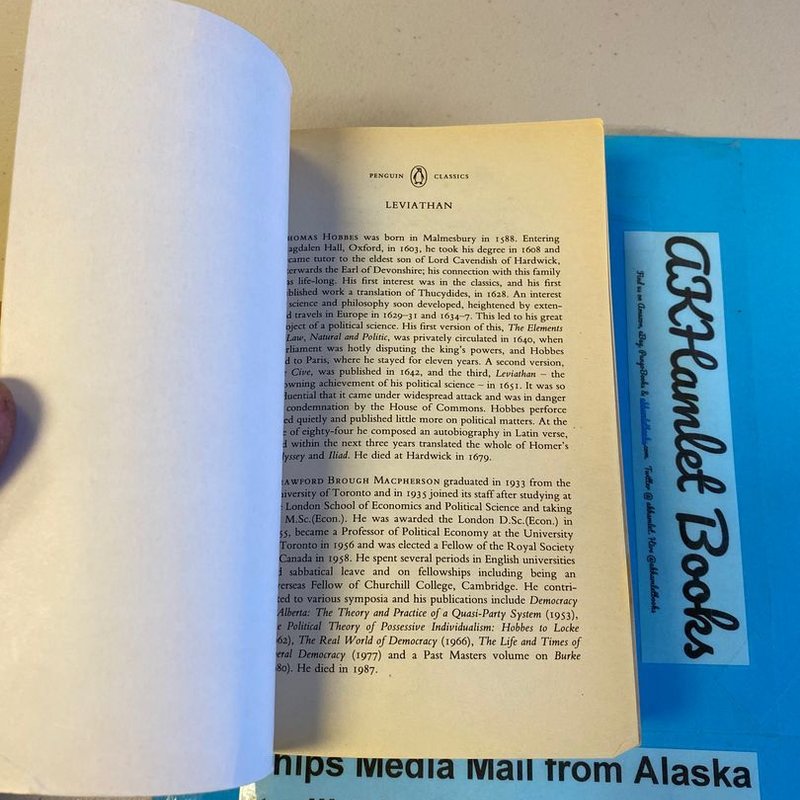 PENGUIN CLASSICS
LEVIATHAN
HOMAS HOBBES was born in Malmesbury in 1588. Entering
agdalen Hall, Oxford, in 1603, he took his degree in 1608 and
came tutor to the eldest son of Lord Cavendish of Hardwick,
terwards the Earl of Devonshire; his connection with this family
as life-long. His first interest was in the classics, and his first
blished work a translation of Thucydides, in 1628. An interest
science and philosophy soon developed, heightened by exten-
d travels in Europe in 1629–31 and 1634–7. This led to his great
oject of a political science. His first version of this, The Elements
Law, Natural and Politic, was privately circulated in 1640, when
rliament was hotly disputing the king's powers, and Hobbes
d to Paris, where he stayed for eleven years. A second version,
Cive, was published in 1642, and the third, Leviathan – the
owning achievement of his political science – in 1651. It was so
fluential that it came under widespread attack and was in danger
condemnation by the House of Commons. Hobbes perforce
ed quietly and published little more on political matters. At the
e of eighty-four he composed an autobiography in Latin verse,
d within the next three years translated the whole of Homer's
dyssey and Iliad. He died at Hardwick in 1679.
RAWFORD BROUGH MACPHERSON graduated in 1933 from the
niversity of Toronto and in 1935 joined its staff after studying at
London School of Economics and Political Science and taking
M.Sc.(Econ.). He was awarded the London D.Sc.(Econ.) in
55, became a Professor of Political Economy at the University
Toronto in 1956 and was elected a Fellow of the Royal Society
Canada in 1958. He spent several periods in English universities
sabbatical leave and on fellowships including being an
verseas Fellow of Churchill College, Cambridge. He contri-
ted to various symposia and his publications include Democracy
Alberta: The Theory and Practice of a Quasi-Party System (1953),
e Political Theory of Possessive Individualism: Hobbes to Locke
62), The Real World of Democracy (1966), The Life and Times of
eral Democracy (1977) and a Past Masters volume on Burke
80). He died in 1987.
AKHamlet Books
Find us on Amazon, eBay, PangoBooks & akhamletbooks.com. Twitter @ akhamlet. Hive @akhamletbooks
hips Media Mail from Alaska